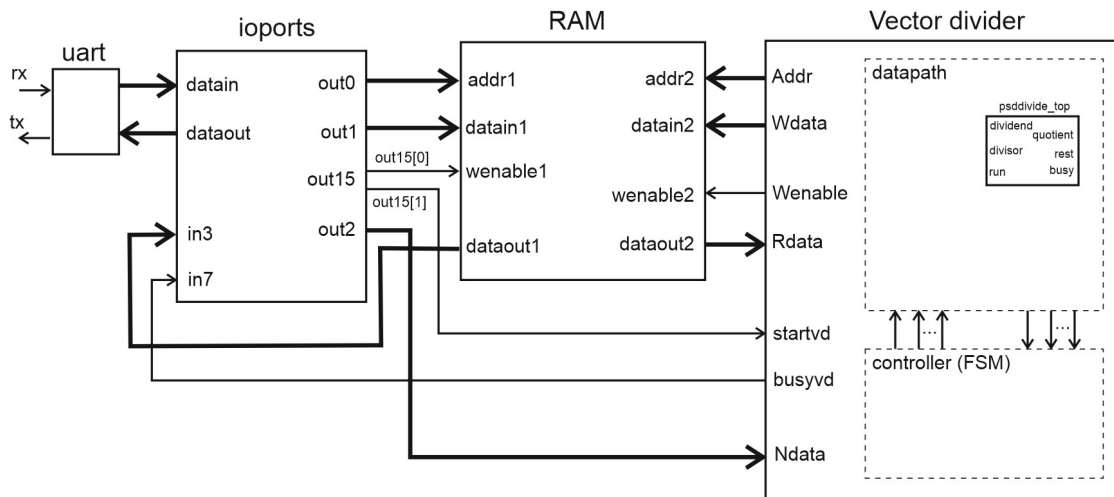 uart
rx
tx
ioports
datain
dataout
in3
in7
out0
out1
out15
out2
out15[0]
out15[1]
RAM
addr1
datain1
wenable1
dataout1
addr2
datain2
wenable2
dataout2
Vector divider
Addr
Wdata
Wenable
Rdata
startvd
busyvd
Ndata
datapath
psddivide_top
dividend
quotient
divisor
rest
run
busy
...
...
controller (FSM)